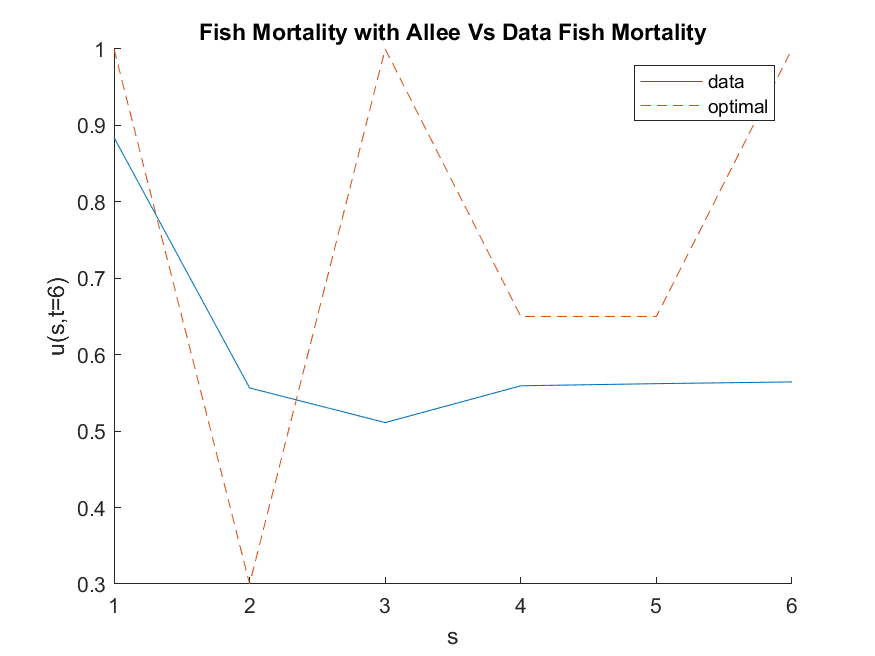 Fish Mortality with Allee Vs Data Fish Mortality
data
optimal
1
0.9
0.8
0.7
0.6
0.5
0.4
0.3
u(s,t=6)
1 2 3 4 5 6
s